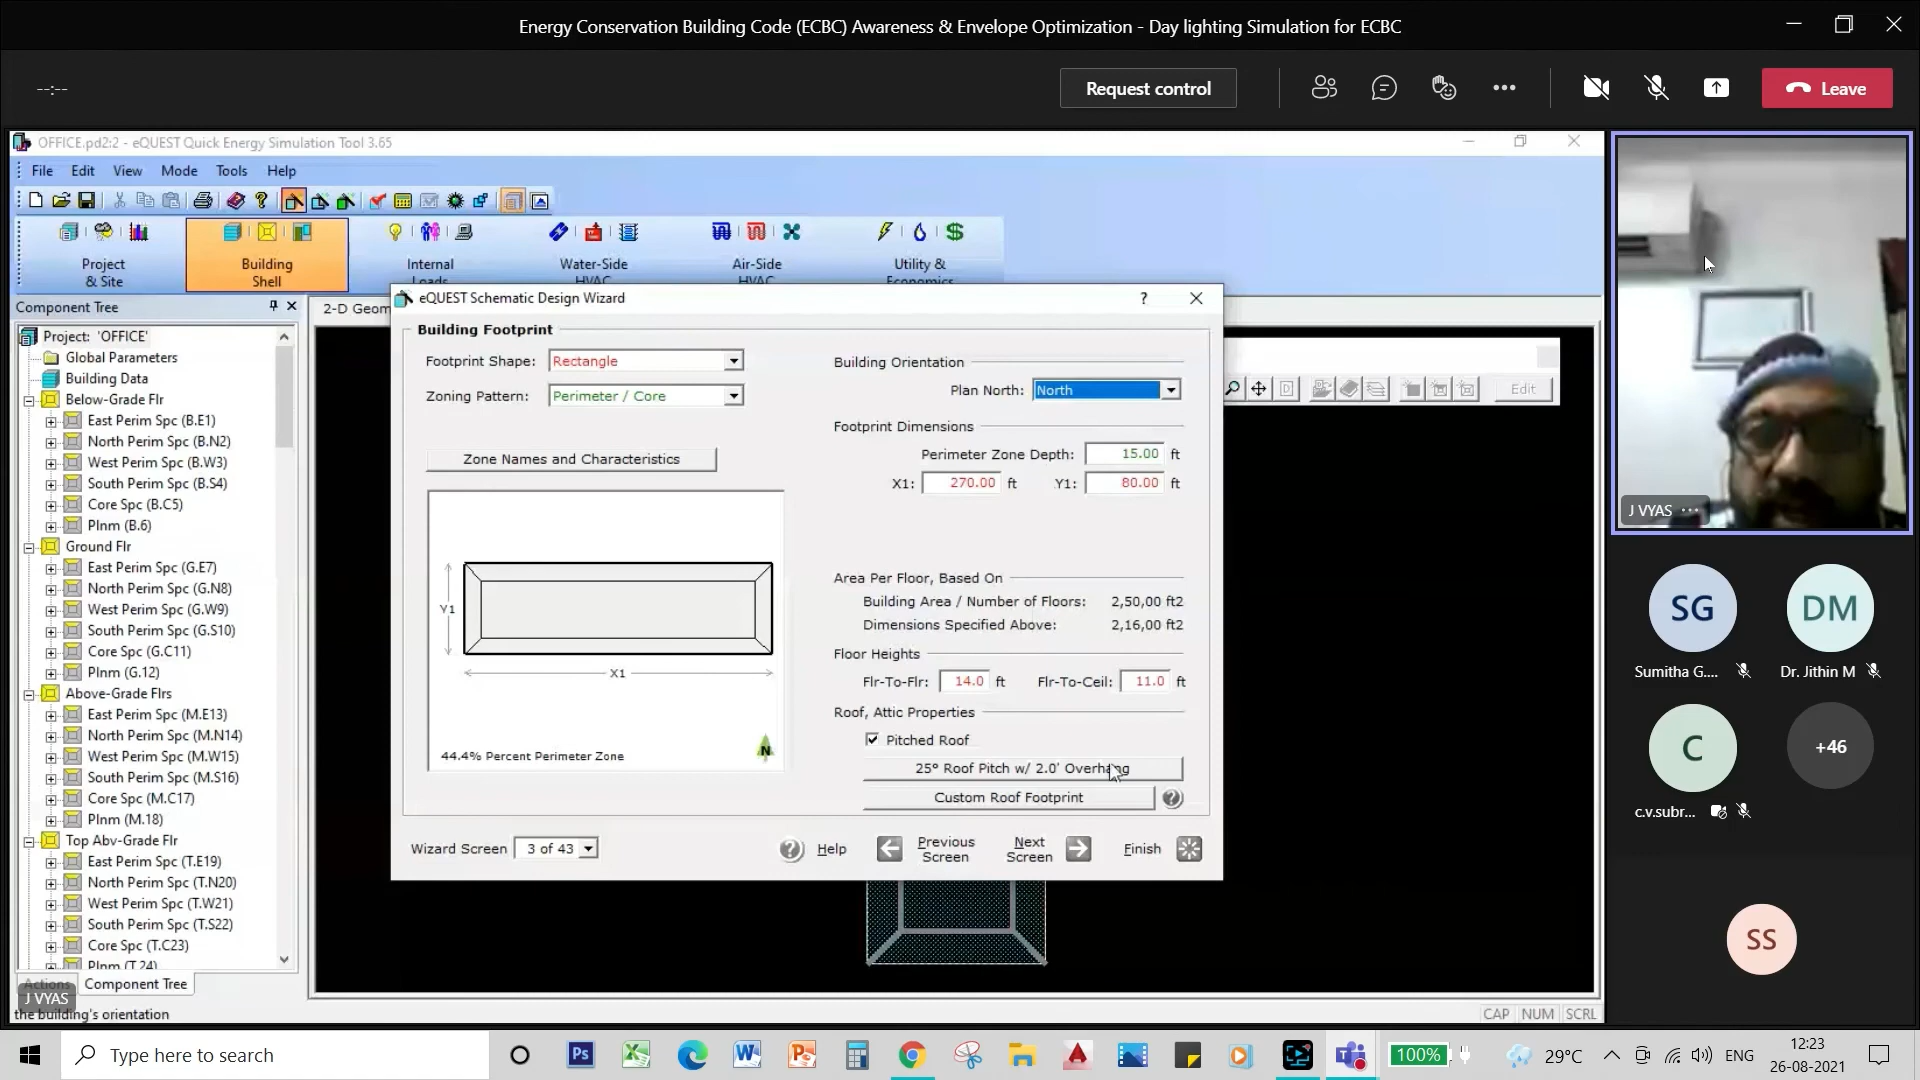 Energy Conservation Building Code (ECBC) Awareness & Envelope Optimization - Day lighting Simulation for ECBC
--:--
Request control
Leave
OFFICE.pd2:2 - eQUEST Quick Energy Simulation Tool 3.65
File Edit View Mode Tools Help
Project & Site
Building Shell
Internal Loads
Water-Side HVAC
Air-Side HVAC
Utility & Economics
Component Tree
2-D Geom
Project: 'OFFICE'
Global Parameters
Building Data
Below-Grade Flr
East Perim Spc (B.E1)
North Perim Spc (B.N2)
West Perim Spc (B.W3)
South Perim Spc (B.S4)
Core Spc (B.C5)
Plnm (B.6)
Ground Flr
East Perim Spc (G.E7)
North Perim Spc (G.N8)
West Perim Spc (G.W9)
South Perim Spc (G.S10)
Core Spc (G.C11)
Plnm (G.12)
Above-Grade Flrs
East Perim Spc (M.E13)
North Perim Spc (M.N14)
West Perim Spc (M.W15)
South Perim Spc (M.S16)
Core Spc (M.C17)
Plnm (M.18)
Top Abv-Grade Flr
East Perim Spc (T.E19)
North Perim Spc (T.N20)
West Perim Spc (T.W21)
South Perim Spc (T.S22)
Core Spc (T.C23)
Plnm (T.24)
Actions Component Tree
J VYAS
the building's orientation
CAP NUM SCRL
eQUEST Schematic Design Wizard
?
Building Footprint
Footprint Shape: Rectangle
Zoning Pattern: Perimeter / Core
Zone Names and Characteristics
Y1
X1
44.4% Percent Perimeter Zone
N
Building Orientation
Plan North: North
Footprint Dimensions
Perimeter Zone Depth: 15.00 ft
X1: 270.00 ft Y1: 80.00 ft
Area Per Floor, Based On
Building Area / Number of Floors: 2,50,00 ft2
Dimensions Specified Above: 2,16,00 ft2
Floor Heights
Flr-To-Flr: 14.0 ft Flr-To-Ceil: 11.0 ft
Roof, Attic Properties
Pitched Roof
25° Roof Pitch w/ 2.0' Overhang
Custom Roof Footprint
Wizard Screen 3 of 43
Help
Previous Screen
Next Screen
Finish
Edit
J VYAS ...
SG
DM
Sumitha G....
Dr. Jithin M
C
+46
c.v.subr...
SS
Type here to search
100%
29°C
ENG
12:23
26-08-2021